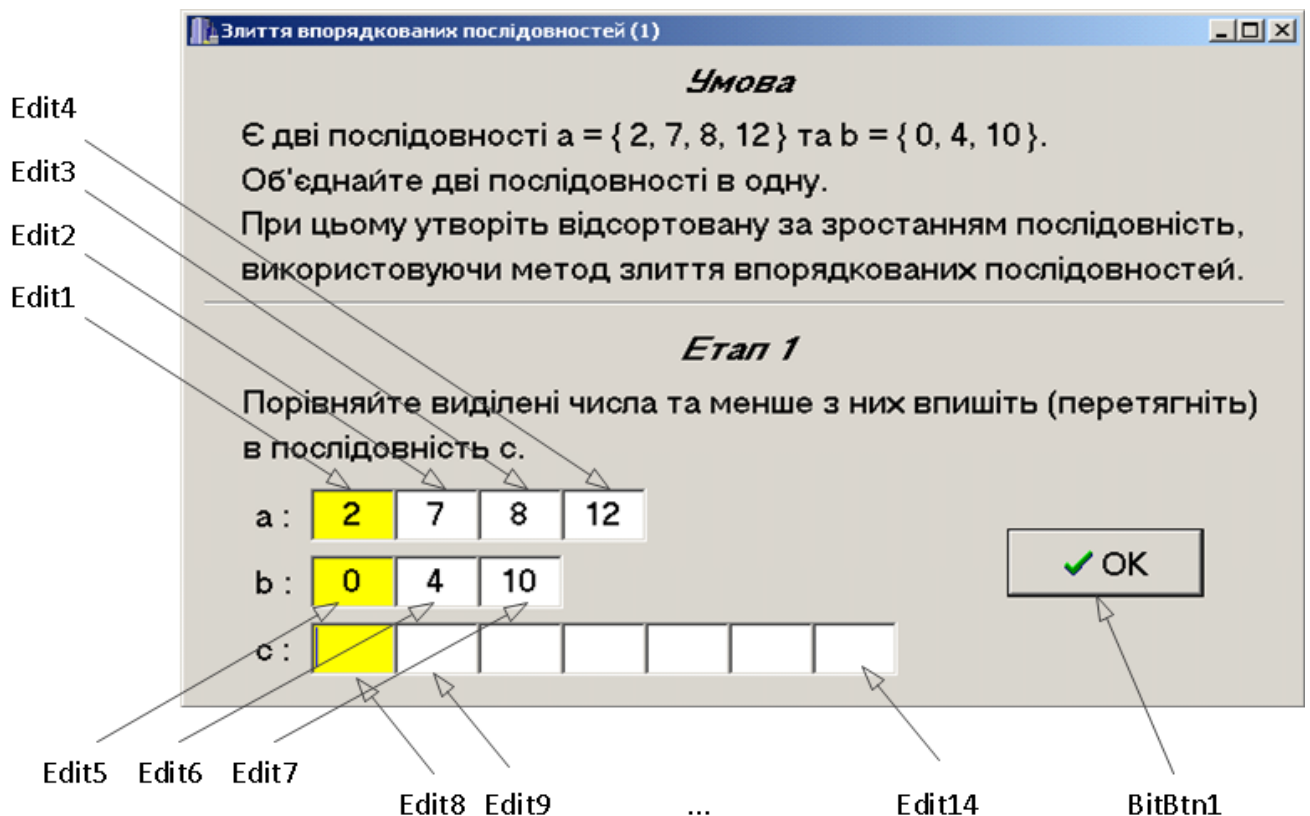 Злиття впорядкованих послідовностей (1)
Умова
Edit4
Є дві послідовності a = { 2, 7, 8, 12 } та b = { 0, 4, 10 }.
Edit3
Об'єднайте дві послідовності в одну.
Edit2
При цьому утворіть відсортовану за зростанням послідовність,
Edit1
використовуючи метод злиття впорядкованих послідовностей.
Етап 1
Порівняйте виділені числа та менше з них впишіть (перетягніть)
в послідовність c.
a : 2 7 8 12
b : 0 4 10
OK
c :
Edit5 Edit6 Edit7
Edit8 Edit9 ... Edit14 BitBtn1